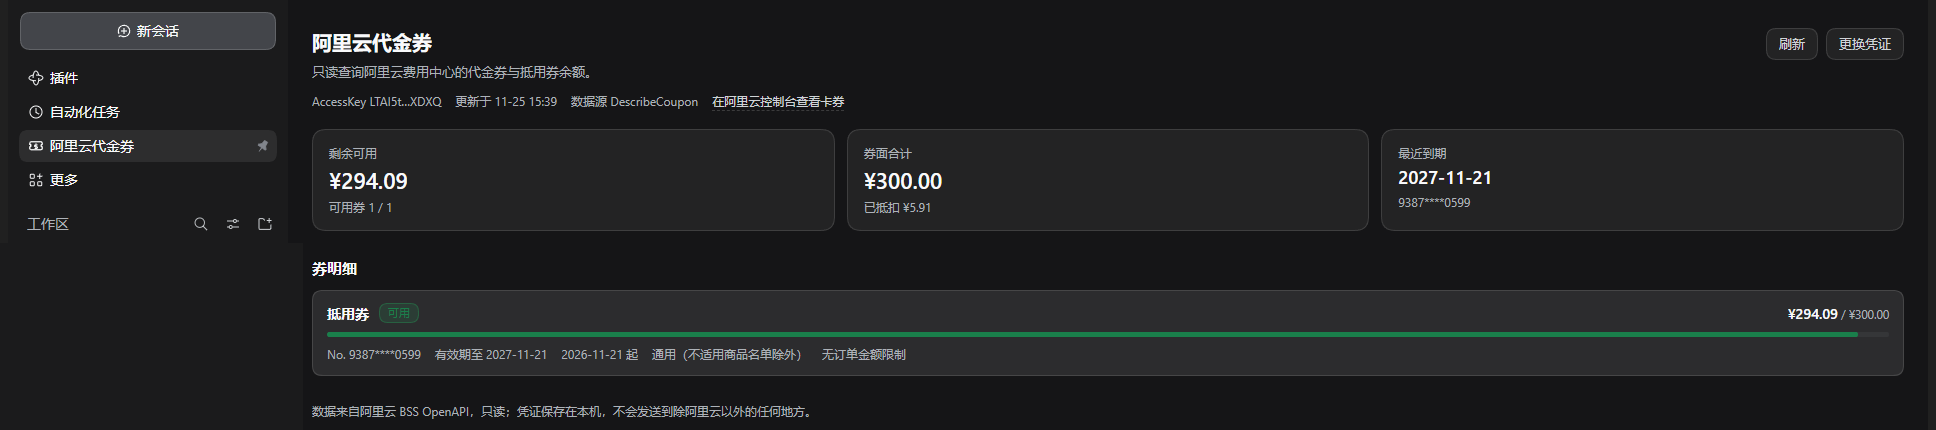 新会话
插件
自动化任务
阿里云代金券
更多
工作区
阿里云代金券
刷新
更换凭证
只读查询阿里云费用中心的代金券与抵用券余额。
AccessKey LTAI5t...XDXQ 更新于 11-25 15:39 数据源 DescribeCoupon 在阿里云控制台查看卡券
剩余可用
¥294.09
可用券 1 / 1
券面合计
¥300.00
已抵扣 ¥5.91
最近到期
2027-11-21
9387****0599
券明细
抵用券 可用 ¥294.09 / ¥300.00
No. 9387****0599 有效期至 2027-11-21 2026-11-21 起 通用（不适用商品名单除外） 无订单金额限制
数据来自阿里云 BSS OpenAPI，只读；凭证保存在本机，不会发送到除阿里云以外的任何地方。